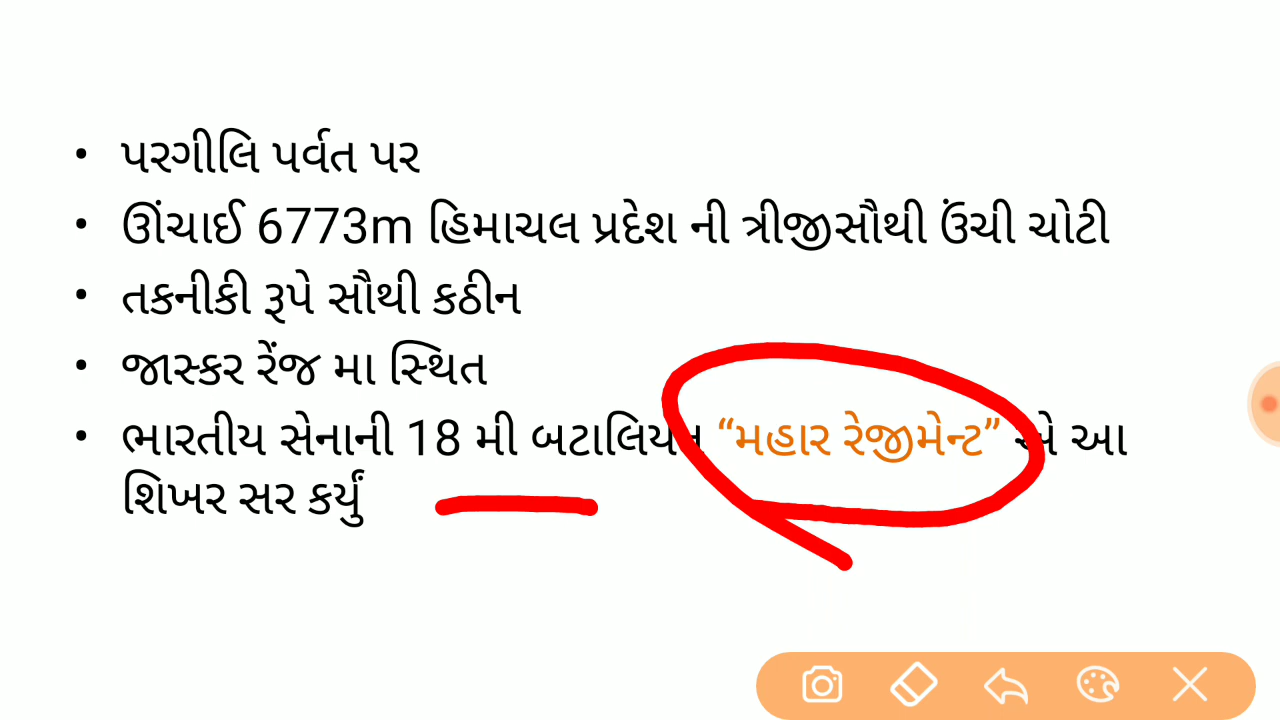 • પરગીલિ પર્વત પર
• ઊંચાઈ 6773m હિમાચલ પ્રદેશ ની ત્રીજીસૌથી ઉંચી ચોટી
• તકનીકી રૂપે સૌથી કઠીન
• જાસ્કર રેંજ મા સ્થિત
• ભારતીય સેનાની 18 મી બટાલિયન “મહાર રેજીમેન્ટ” આ
શિખર સર કર્યું